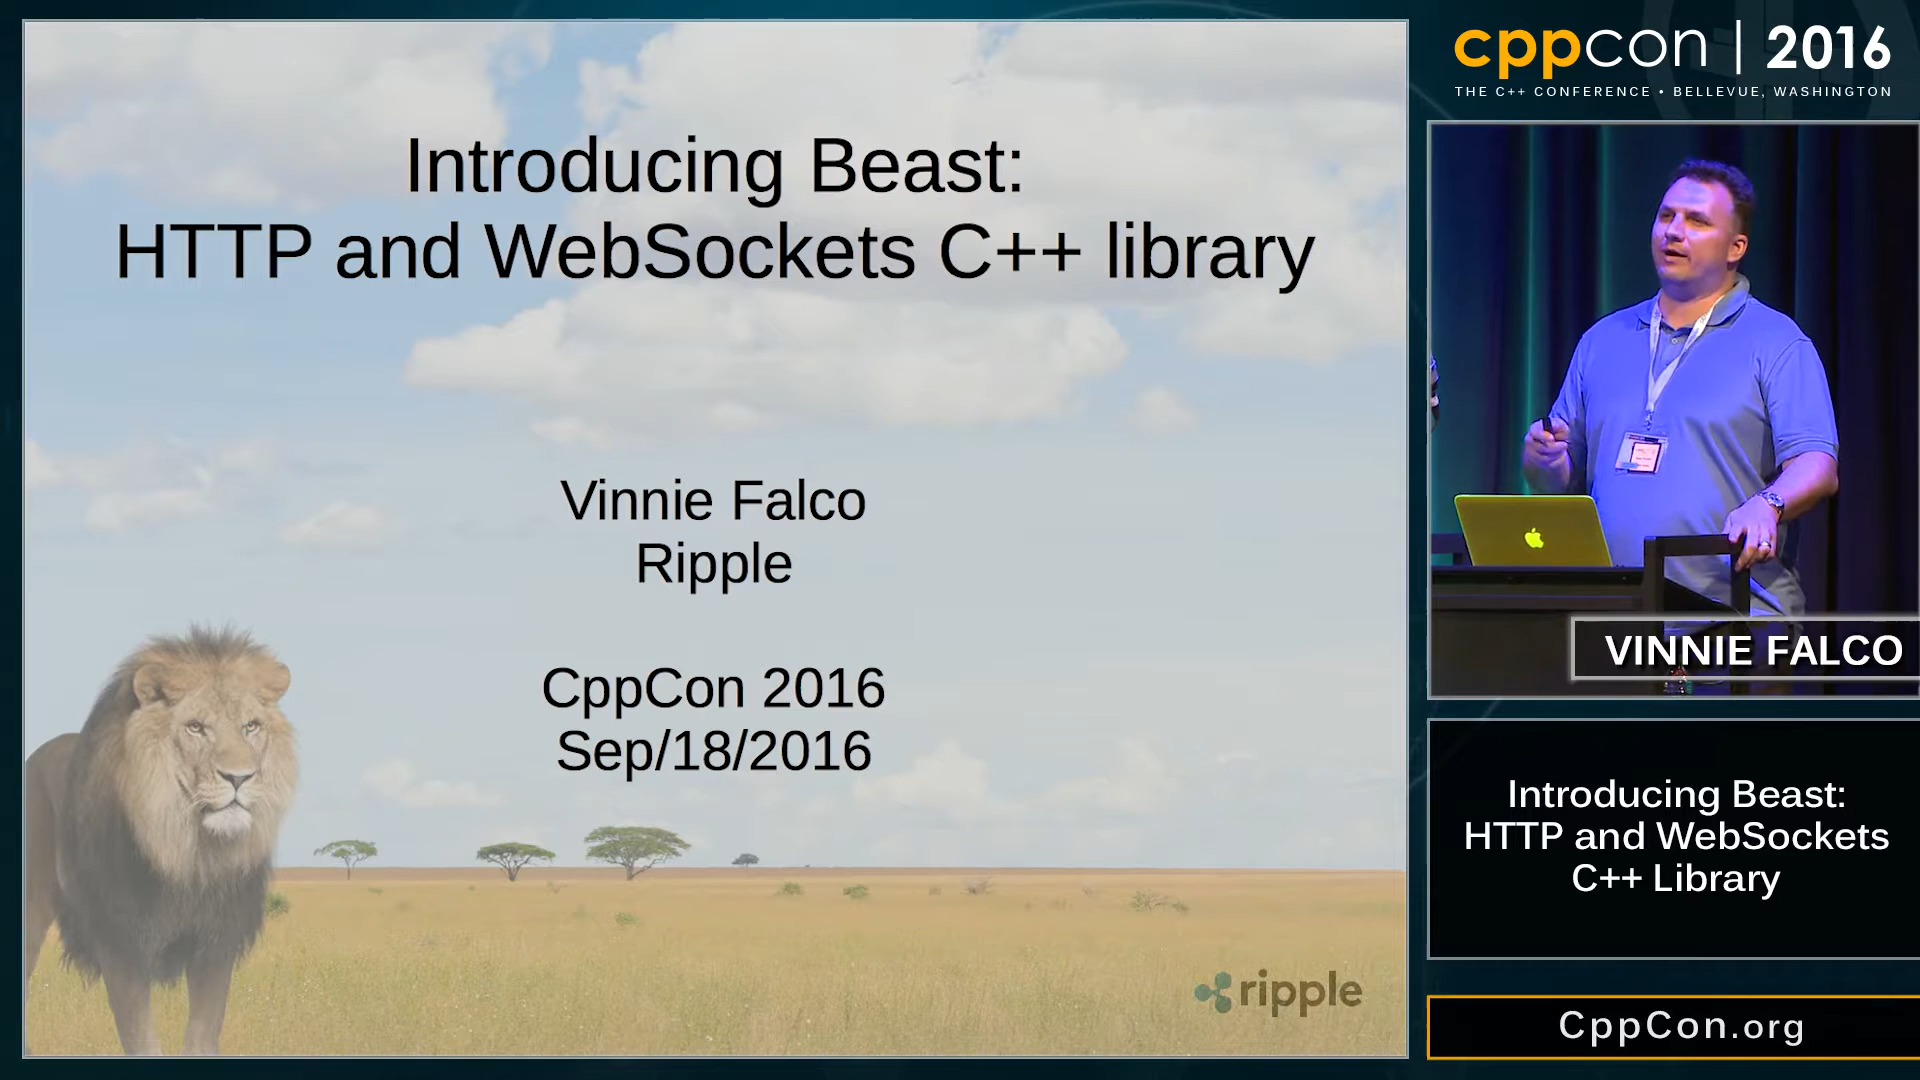 Introducing Beast:
HTTP and WebSockets C++ library
Vinnie Falco
Ripple
CppCon 2016
Sep/18/2016
ripple
cppcon | 2016
THE C++ CONFERENCE • BELLEVUE, WASHINGTON
VINNIE FALCO
Introducing Beast:
HTTP and WebSockets
C++ Library
CppCon.org